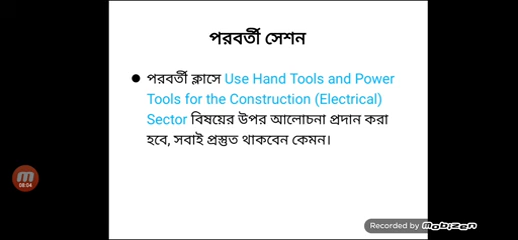 পরবর্তী সেশন
পরবর্তী ক্লাসে Use Hand Tools and Power
Tools for the Construction (Electrical)
Sector বিষয়ের উপর আলোচনা প্রদান করা
হবে, সবাই প্রস্তুত থাকবেন কেমন।
08:04
Recorded by mobizen